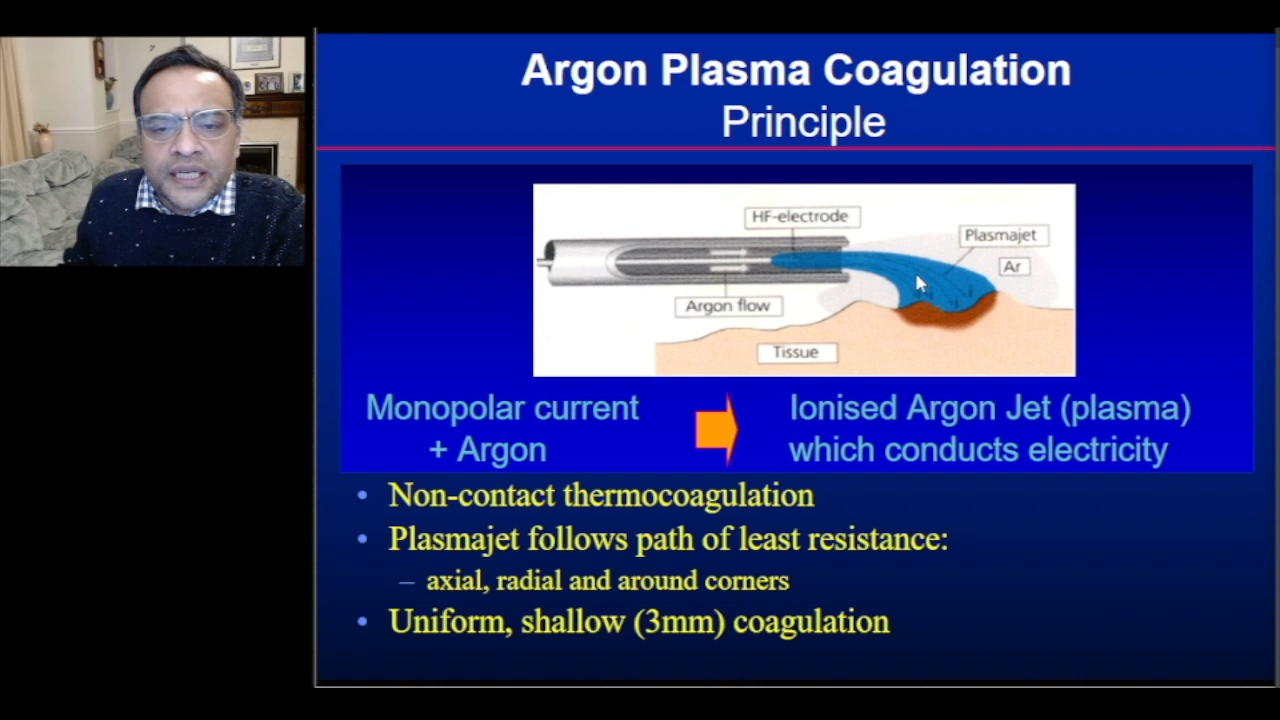 Argon Plasma Coagulation
Principle
HF-electrode
Plasmajet
Ar
Argon flow
Tissue
Monopolar current
+ Argon
Ionised Argon Jet (plasma)
which conducts electricity
• Non-contact thermocoagulation
• Plasmajet follows path of least resistance:
– axial, radial and around corners
• Uniform, shallow (3mm) coagulation